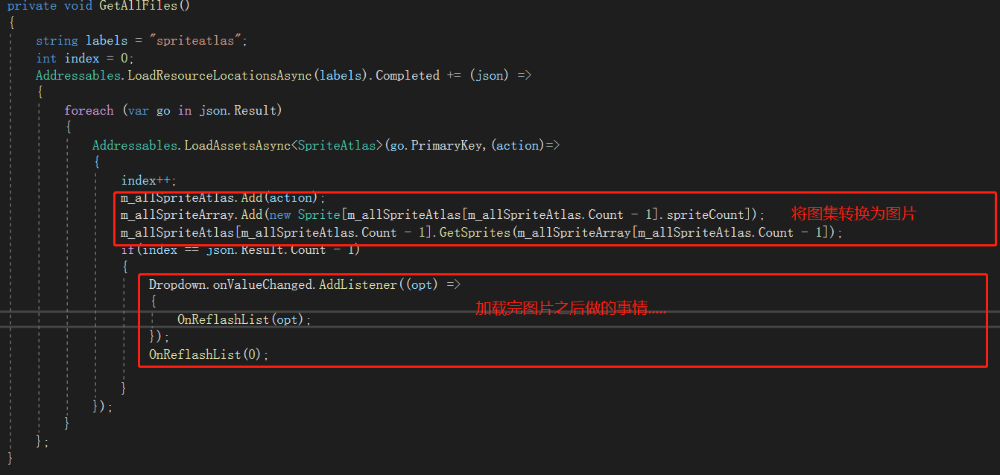 private void GetAllFiles()
{
string labels = "spriteatlas";
int index = 0;
Addressables.LoadResourceLocationsAsync(labels).Completed += (json) =>
{
foreach (var go in json.Result)
{
Addressables.LoadAssetsAsync<SpriteAtlas>(go.PrimaryKey,(action)=>
{
index++;
m_allSpriteAtlas.Add(action);
m_allSpriteArray.Add(new Sprite[m_allSpriteAtlas[m_allSpriteAtlas.Count - 1].spriteCount]); 将图集转换为图片
m_allSpriteAtlas[m_allSpriteAtlas.Count - 1].GetSprites(m_allSpriteArray[m_allSpriteAtlas.Count - 1]);
if(index == json.Result.Count - 1)
{
Dropdown.onValueChanged.AddListener((opt) =>
{
加载完图片之后做的事情.....
OnReflashList(opt);
});
OnReflashList(0);
}
});
}
};
}